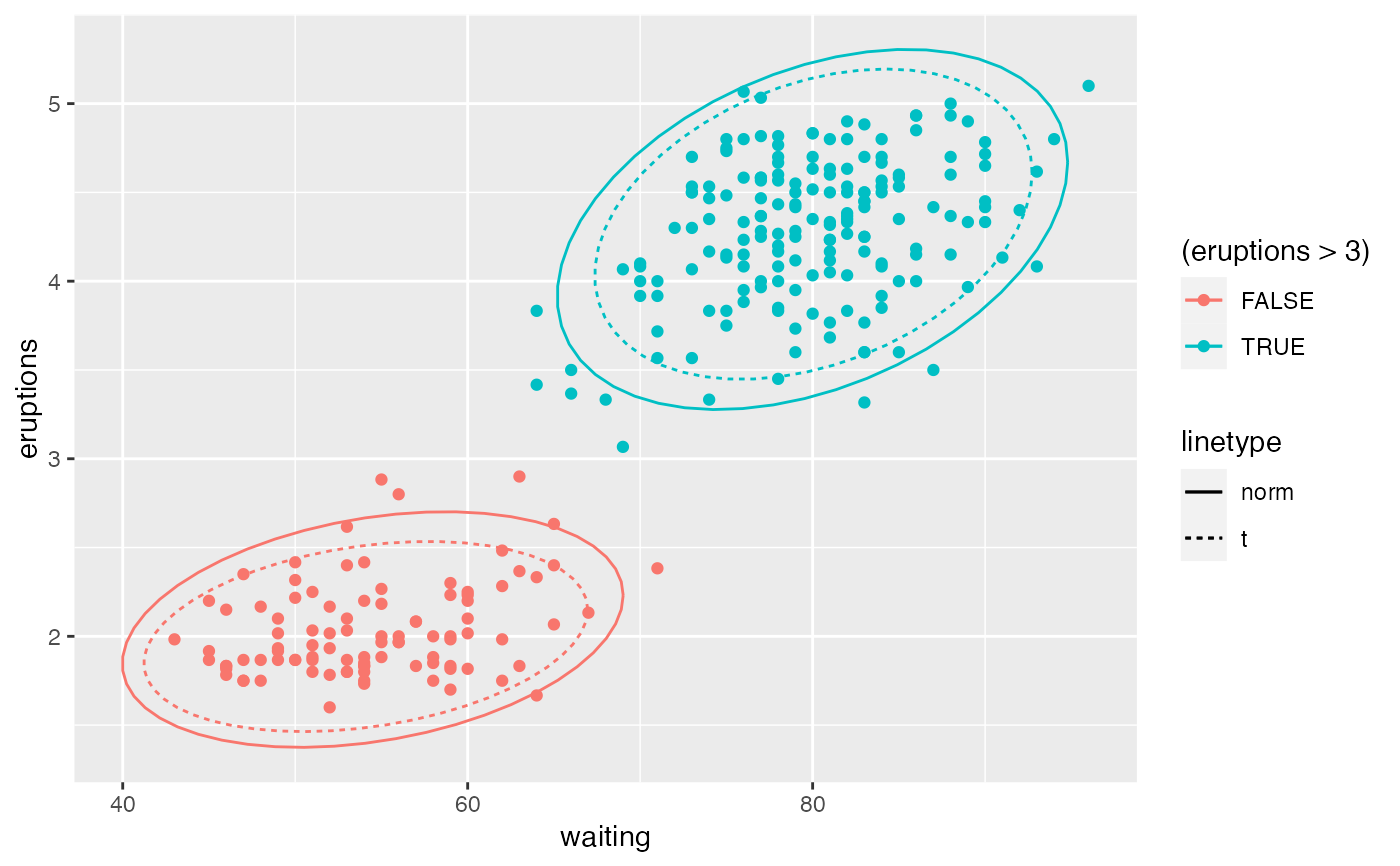 5
4
3
2
eruptions
40
60
80
waiting
(eruptions > 3)
FALSE
TRUE
linetype
norm
t